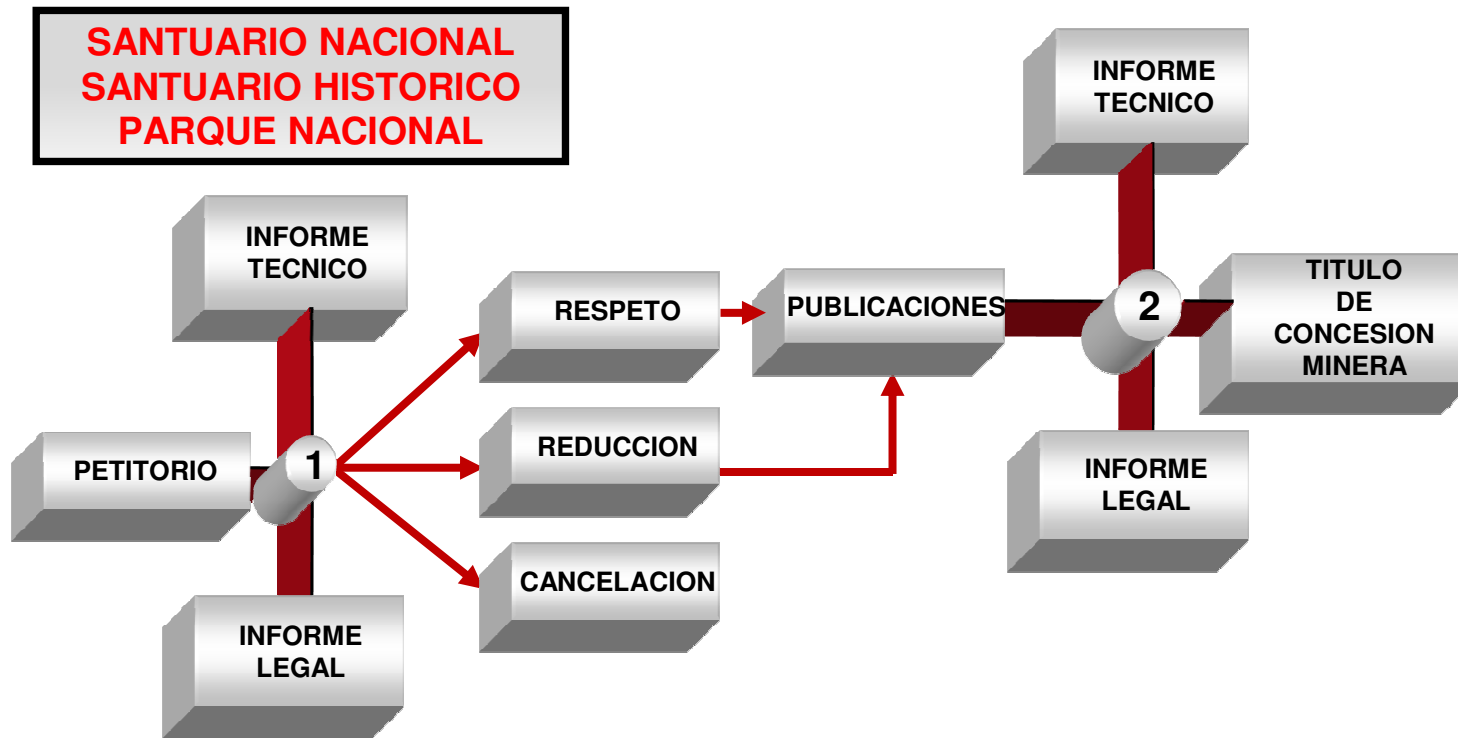 SANTUARIO NACIONAL
SANTUARIO HISTORICO
PARQUE NACIONAL
INFORME
TECNICO
PETITORIO
1
INFORME
LEGAL
RESPETO
REDUCCION
CANCELACION
PUBLICACIONES
INFORME
TECNICO
2
INFORME
LEGAL
TITULO
DE
CONCESION
MINERA